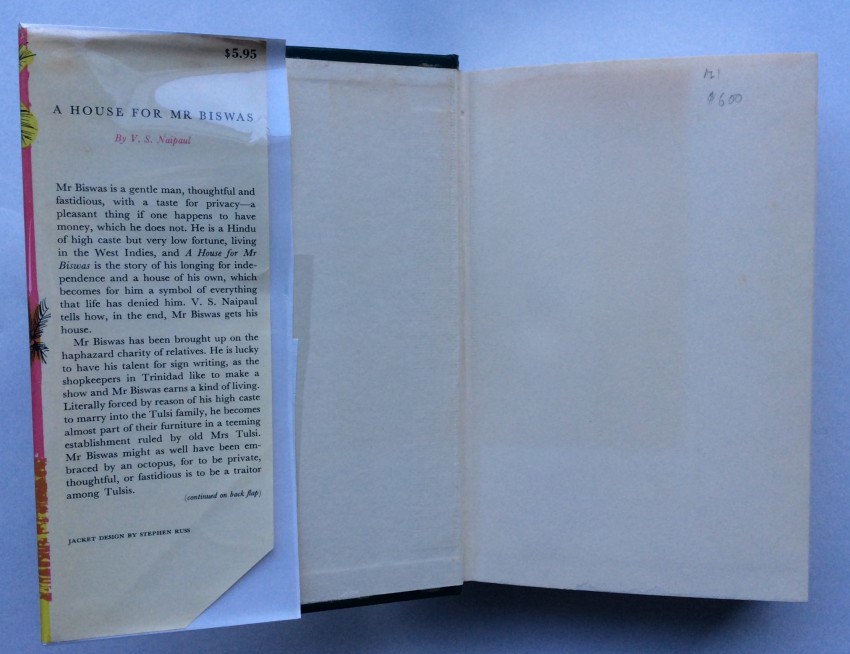 $5.95
A HOUSE FOR MR BISWAS
By V. S. Naipaul
Mr Biswas is a gentle man, thoughtful and
fastidious, with a taste for privacy—a
pleasant thing if one happens to have
money, which he does not. He is a Hindu
of high caste but very low fortune, living
in the West Indies, and A House for Mr
Biswas is the story of his longing for inde-
pendence and a house of his own, which
becomes for him a symbol of everything
that life has denied him. V. S. Naipaul
tells how, in the end, Mr Biswas gets his
house.
Mr Biswas has been brought up on the
haphazard charity of relatives. He is lucky
to have his talent for sign writing, as the
shopkeepers in Trinidad like to make a
show and Mr Biswas earns a kind of living.
Literally forced by reason of his high caste
to marry into the Tulsi family, he becomes
almost part of their furniture in a teeming
establishment ruled by old Mrs Tulsi.
Mr Biswas might as well have been em-
braced by an octopus, for to be private,
thoughtful, or fastidious is to be a traitor
among Tulsis.
(continued on back flap)
JACKET DESIGN BY STEPHEN RUSS